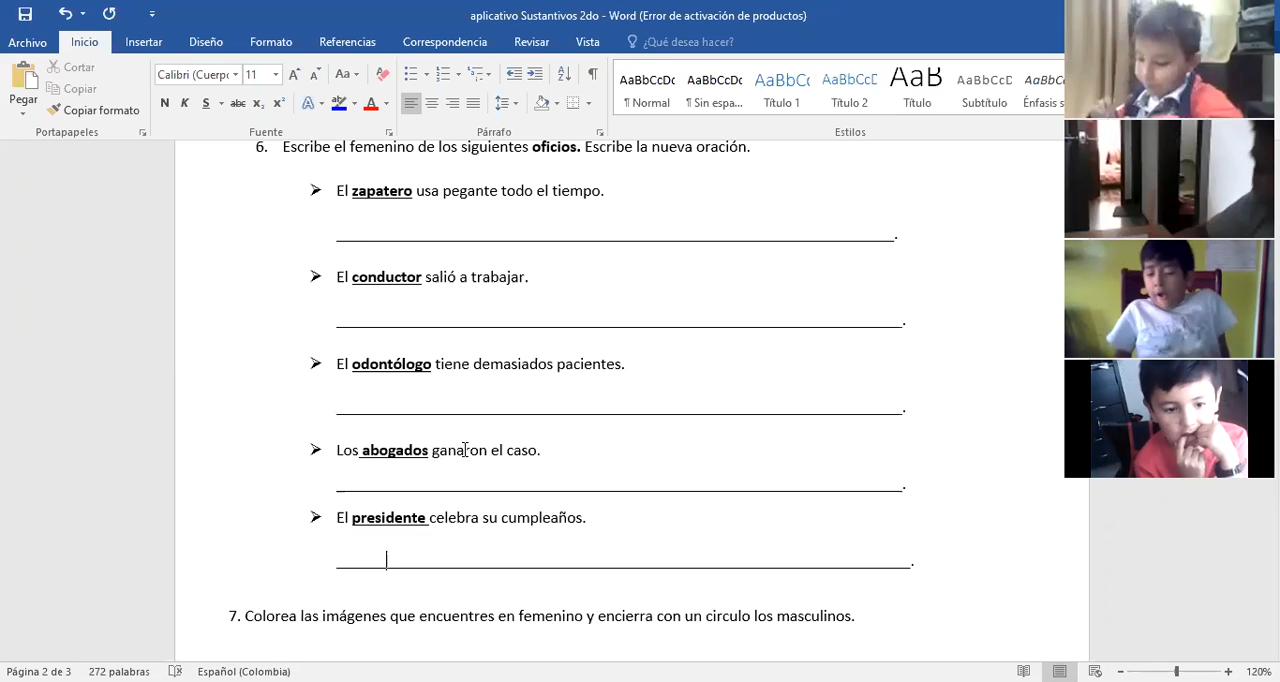 aplicativo Sustantivos 2do - Word (Error de activación de productos)
Archivo Inicio Insertar Diseño Formato Referencias Correspondencia Revisar Vista ¿Qué desea hacer?
Pegar
Cortar
Copiar
Copiar formato
Portapapeles
Calibri (Cuerpo 11
N K S abc x₂ x²
Fuente
Párrafo
AaBbCcDc AaBbCcDc AaBbCc AaBbCcD AaB AaBbCcD AaBbCcDc
¶ Normal ¶ Sin espa... Título 1 Título 2 Título Subtítulo Énfasis s
Estilos
6. Escribe el femenino de los siguientes oficios. Escribe la nueva oración.
El zapatero usa pegante todo el tiempo.
El conductor salió a trabajar.
El odontólogo tiene demasiados pacientes.
Los abogados ganaron el caso.
El presidente celebra su cumpleaños.
7. Colorea las imágenes que encuentres en femenino y encierra con un circulo los masculinos.
Página 2 de 3 272 palabras Español (Colombia) 120%